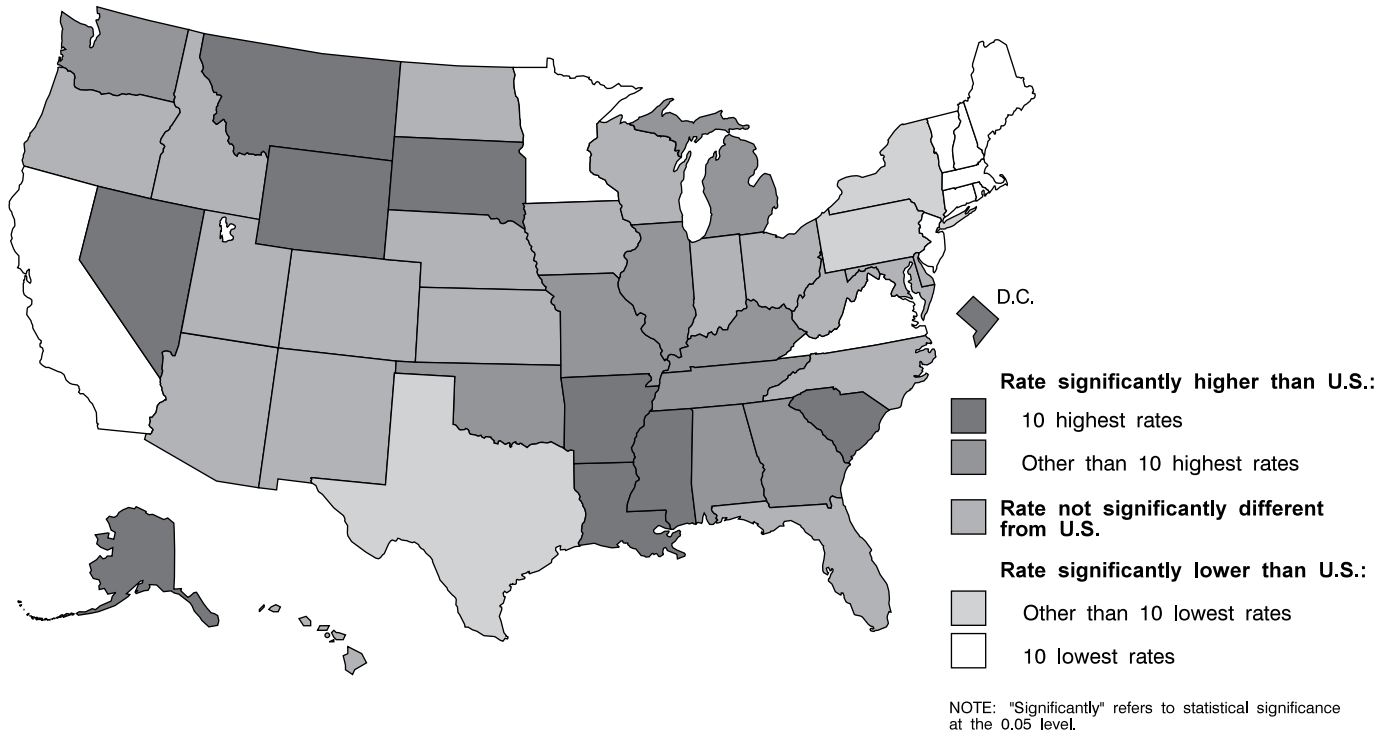 D.C.
Rate significantly higher than U.S.:
10 highest rates
Other than 10 highest rates
Rate not significantly different
from U.S.
Rate significantly lower than U.S.:
Other than 10 lowest rates
10 lowest rates
NOTE: "Significantly" refers to statistical significance
at the 0.05 level.